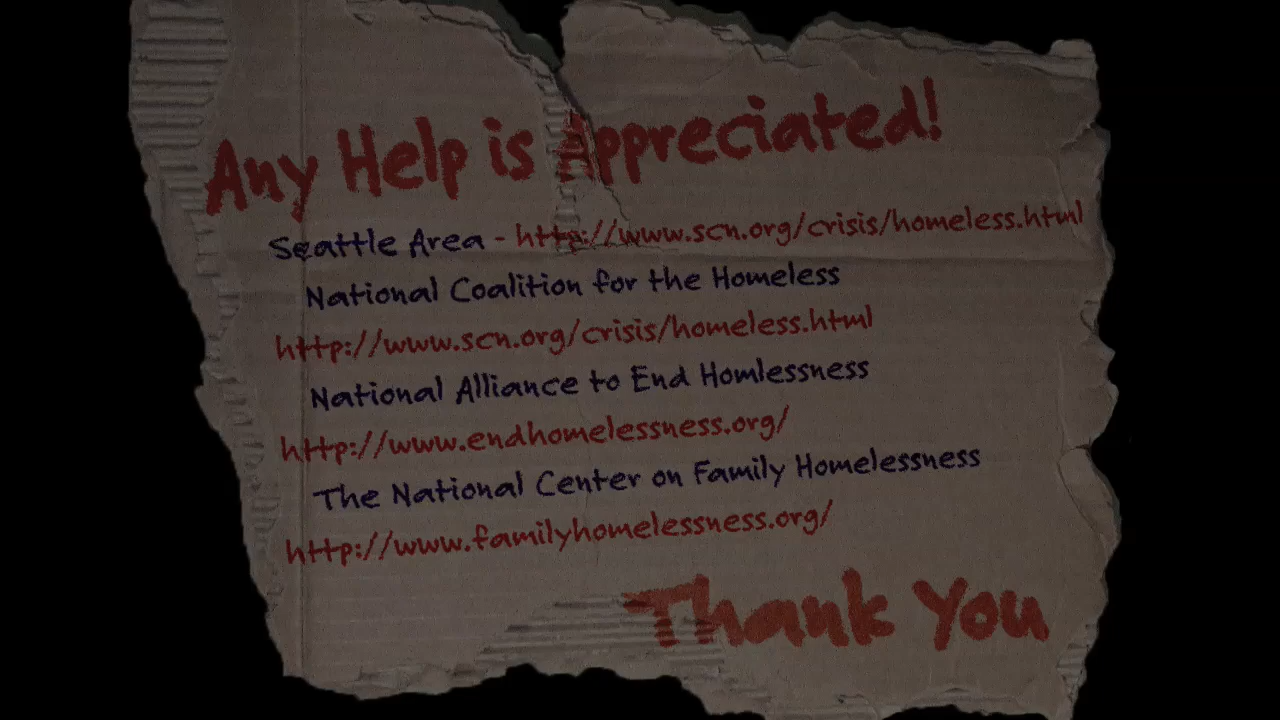 Any Help is Appreciated!
Seattle Area - http://www.scn.org/crisis/homeless.html
National Coalition for the Homeless
http://www.scn.org/crisis/homeless.html
National Alliance to End Homlessness
http://www.endhomelessness.org/
The National Center on Family Homelessness
http://www.familyhomelessness.org/
Thank You